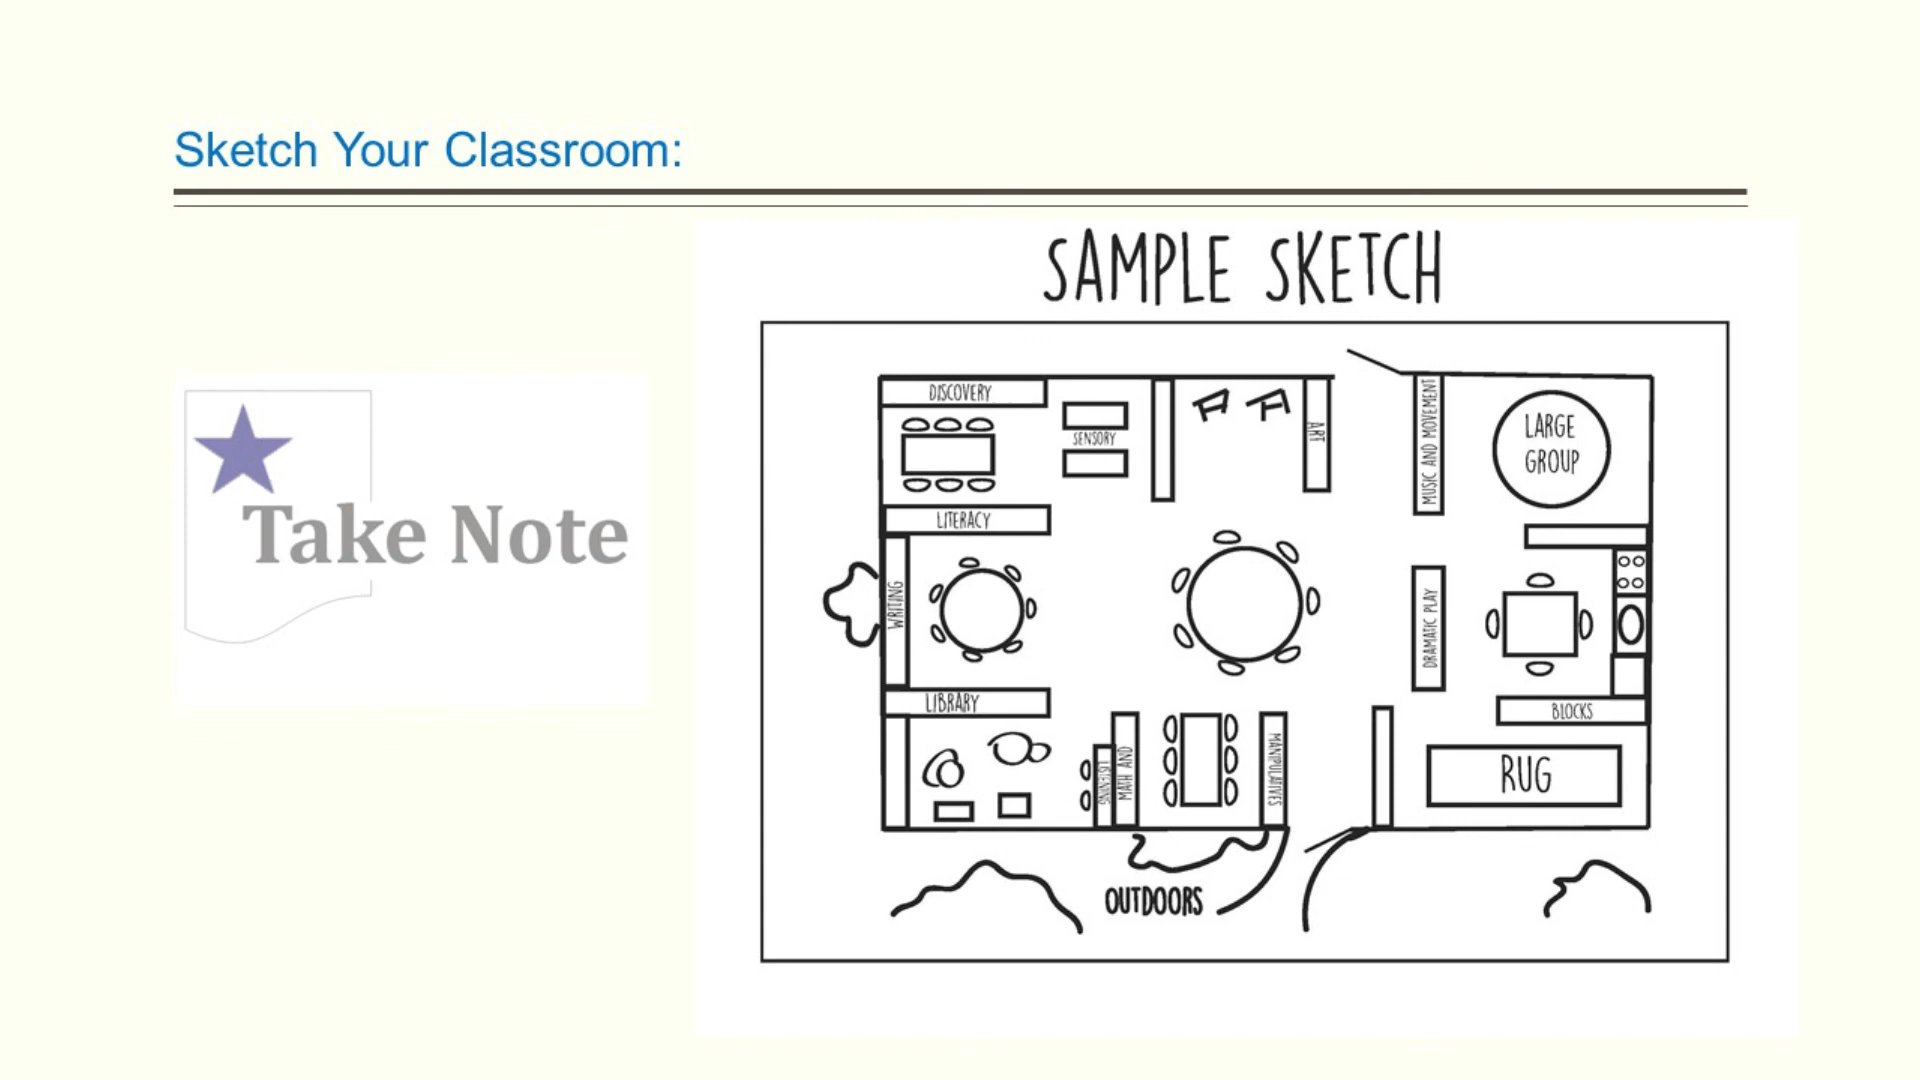 Sketch Your Classroom:
SAMPLE SKETCH
Take Note
DISCOVERY
SENSORY
ART
MUSIC AND MOVEMENT
LARGE
GROUP
LITERACY
WRITING
DRAMATIC PLAY
LIBRARY
BLOCKS
LISTENING
MATH AND
MANIPULATIVES
RUG
OUTDOORS